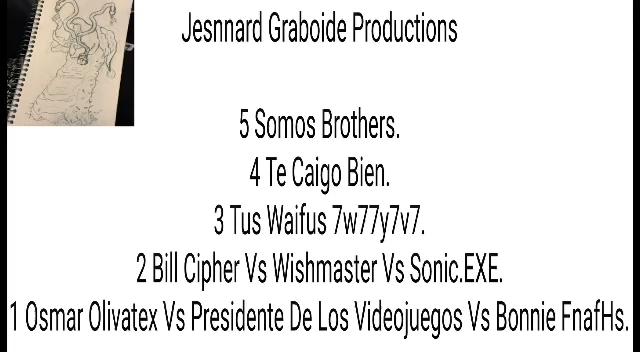 Jesnnard Graboide Productions
5 Somos Brothers.
4 Te Caigo Bien.
3 Tus Waifus 7w77y7v7.
2 Bill Cipher Vs Wishmaster Vs Sonic.EXE.
1 Osmar Olivatex Vs Presidente De Los Videojuegos Vs Bonnie FnafHs.